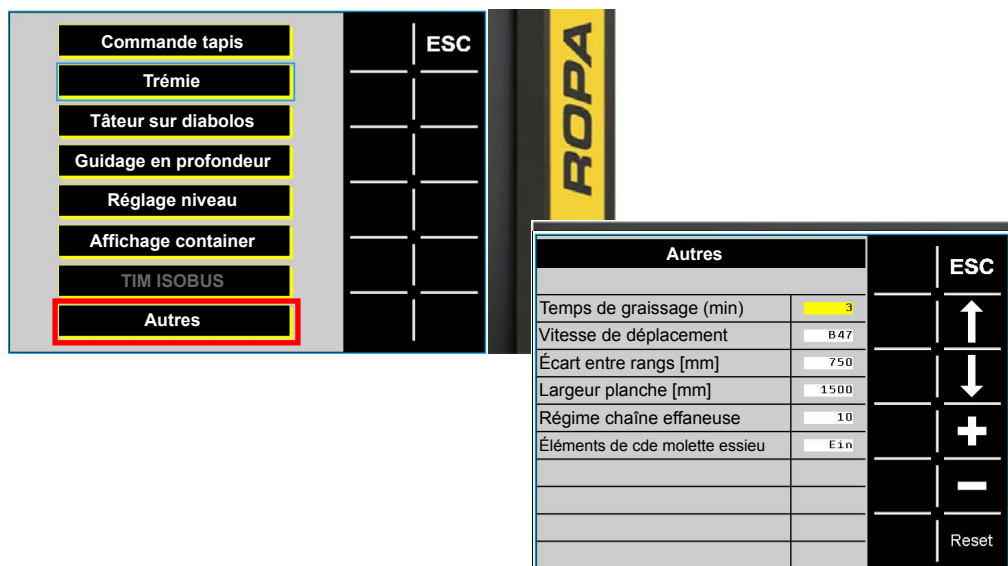 Commande tapis
ESC
Trémie
Tâteur sur diabolos
Guidage en profondeur
Réglage niveau
Affichage container
TIM ISOBUS
Autres
ROPA
Autres
ESC
Temps de graissage (min) 3
Vitesse de déplacement B47
Écart entre rangs [mm] 750
Largeur planche [mm] 1500
Régime chaîne effaneuse 10
Éléments de cde molette essieu Ein
Reset